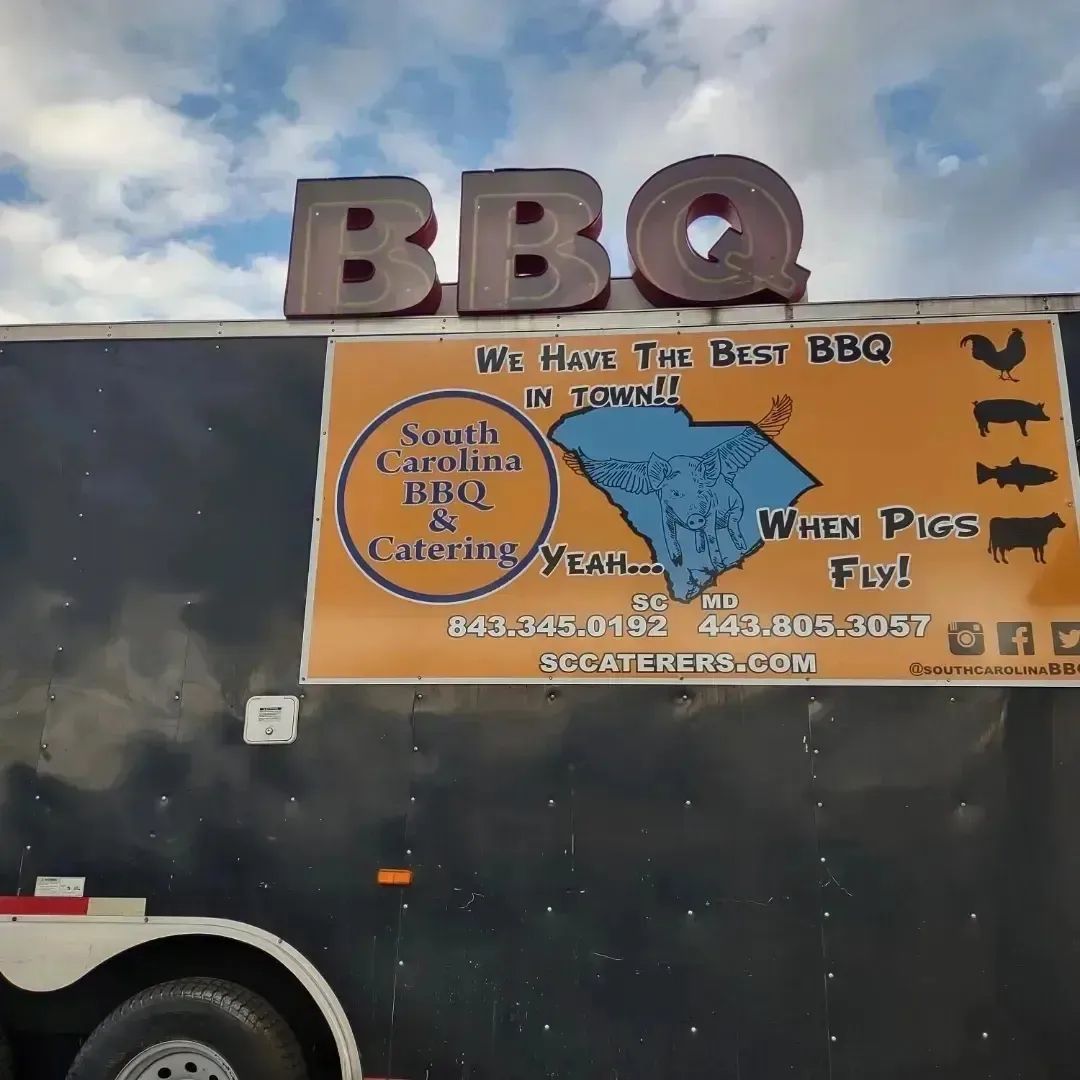 BBQ
We Have The Best BBQ
in town!!
South
Carolina
BBQ
&
Catering
Yeah...
When Pigs
Fly!
SC MD
843.345.0192 443.805.3057
SCCATERERS.COM
@SOUTHCAROLINABBQ